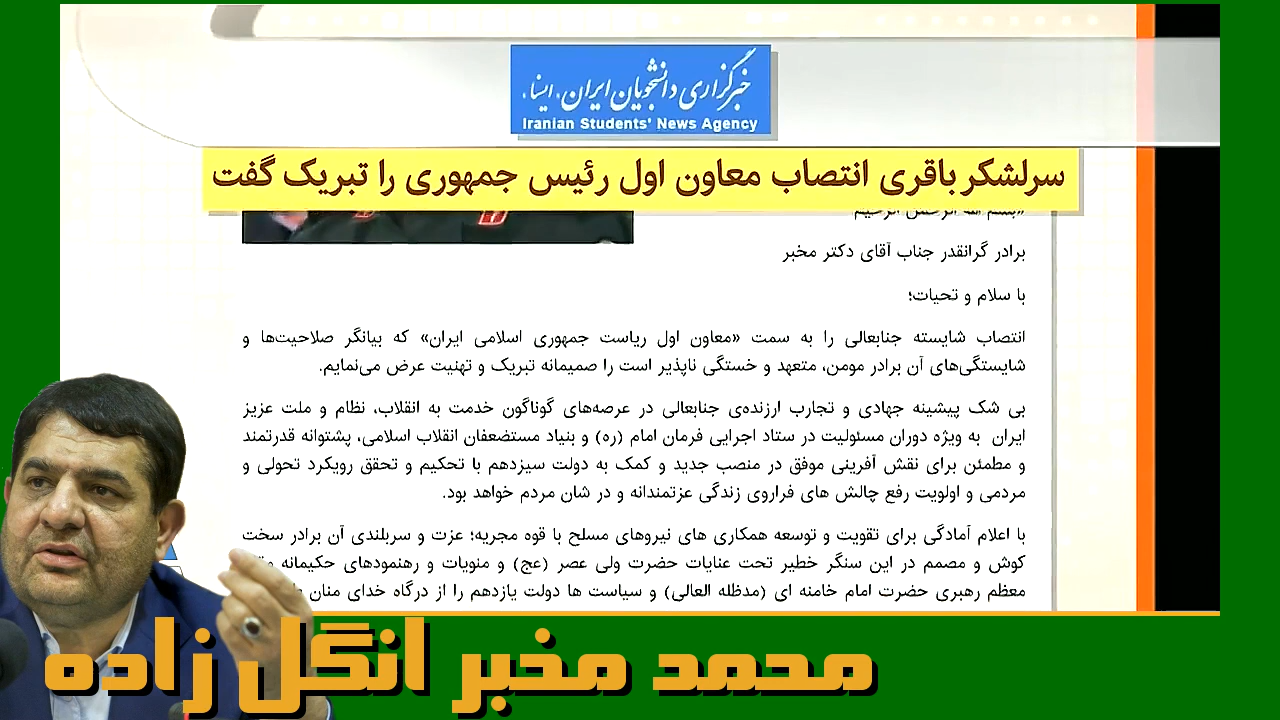 خبرگزاری دانشجویان ایران، ایسنا،
Iranian Students' News Agency
سرلشکر باقری انتصاب معاون اول رئیس جمهوری را تبریک گفت
برادر گرانقدر جناب آقای دکتر مخبر
با سلام و تحیات؛
انتصاب شایسته جنابعالی را به سمت «معاون اول ریاست جمهوری اسلامی ایران» که بیانگر صلاحیت‌ها و
شایستگی‌های آن برادر مومن، متعهد و خستگی ناپذیر است را صمیمانه تبریک و تهنیت عرض می‌نمایم.
بی شک پیشینه جهادی و تجارب ارزنده‌ی جنابعالی در عرصه‌های گوناگون خدمت به انقلاب، نظام و ملت عزیز
ایران به ویژه دوران مسئولیت در ستاد اجرایی فرمان امام (ره) و بنیاد مستضعفان انقلاب اسلامی، پشتوانه قدرتمند
و مطمئن برای نقش آفرینی موفق در منصب جدید و کمک به دولت سیزدهم با تحکیم و تحقق رویکرد تحولی و
مردمی و اولویت رفع چالش های فراروی زندگی عزتمندانه و در شان مردم خواهد بود.
با اعلام آمادگی برای تقویت و توسعه همکاری های نیروهای مسلح با قوه مجریه؛ عزت و سربلندی آن برادر سخت
کوش و مصمم در این سنگر خطیر تحت عنایات حضرت ولی عصر (عج) و منویات و رهنمودهای حکیمانه
معظم رهبری حضرت امام خامنه ای (مدظله العالی) و سیاست ها دولت یازدهم را از درگاه خدای منان
محمد مخبر انگل زاده